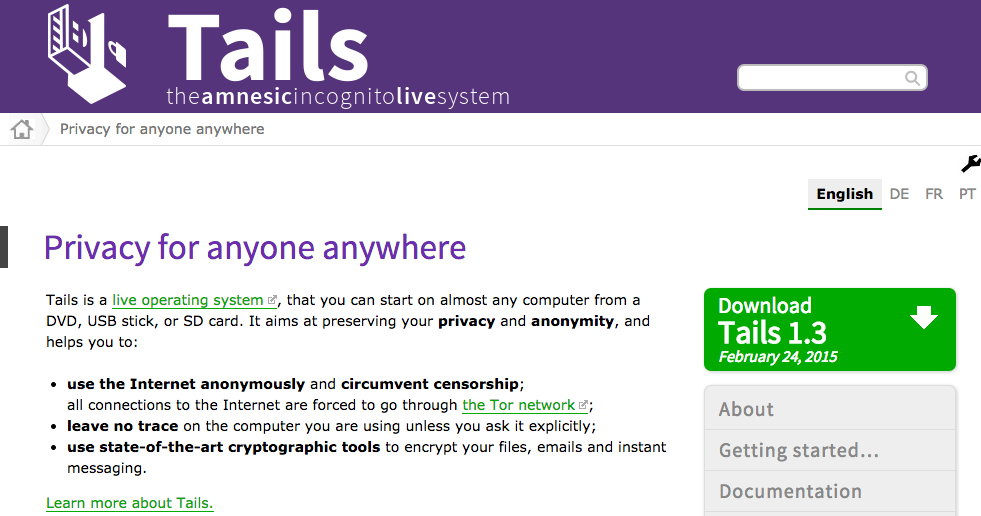 Tails
theamnesicincognitolivesystem
Privacy for anyone anywhere
English DE FR PT
Privacy for anyone anywhere
Tails is a live operating system, that you can start on almost any computer from a
DVD, USB stick, or SD card. It aims at preserving your privacy and anonymity, and
helps you to:
• use the Internet anonymously and circumvent censorship;
all connections to the Internet are forced to go through the Tor network;
• leave no trace on the computer you are using unless you ask it explicitly;
• use state-of-the-art cryptographic tools to encrypt your files, emails and instant
messaging.
Learn more about Tails.
Download
Tails 1.3
February 24, 2015
About
Getting started...
Documentation